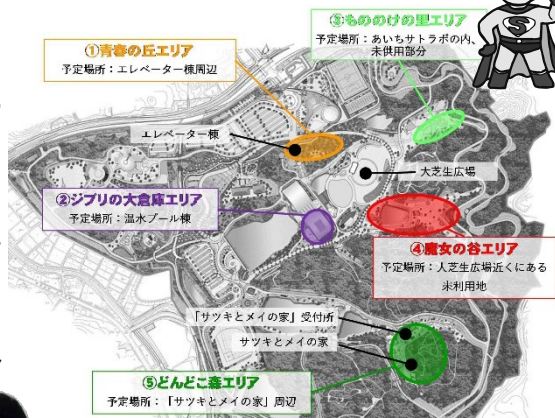 ①青春の丘エリア
予定場所：エレベーター棟周辺
③もののけの里エリア
予定場所：あいちサトラボの内、
未供用部分
エレベーター棟
大芝生広場
②ジブリの大倉庫エリア
予定場所：温水プール棟
④魔女の谷エリア
予定場所：大芝生広場近くにある
未利用地
「サツキとメイの家」受付所
サツキとメイの家
⑤どんどこ森エリア
予定場所：「サツキとメイの家」周辺
S